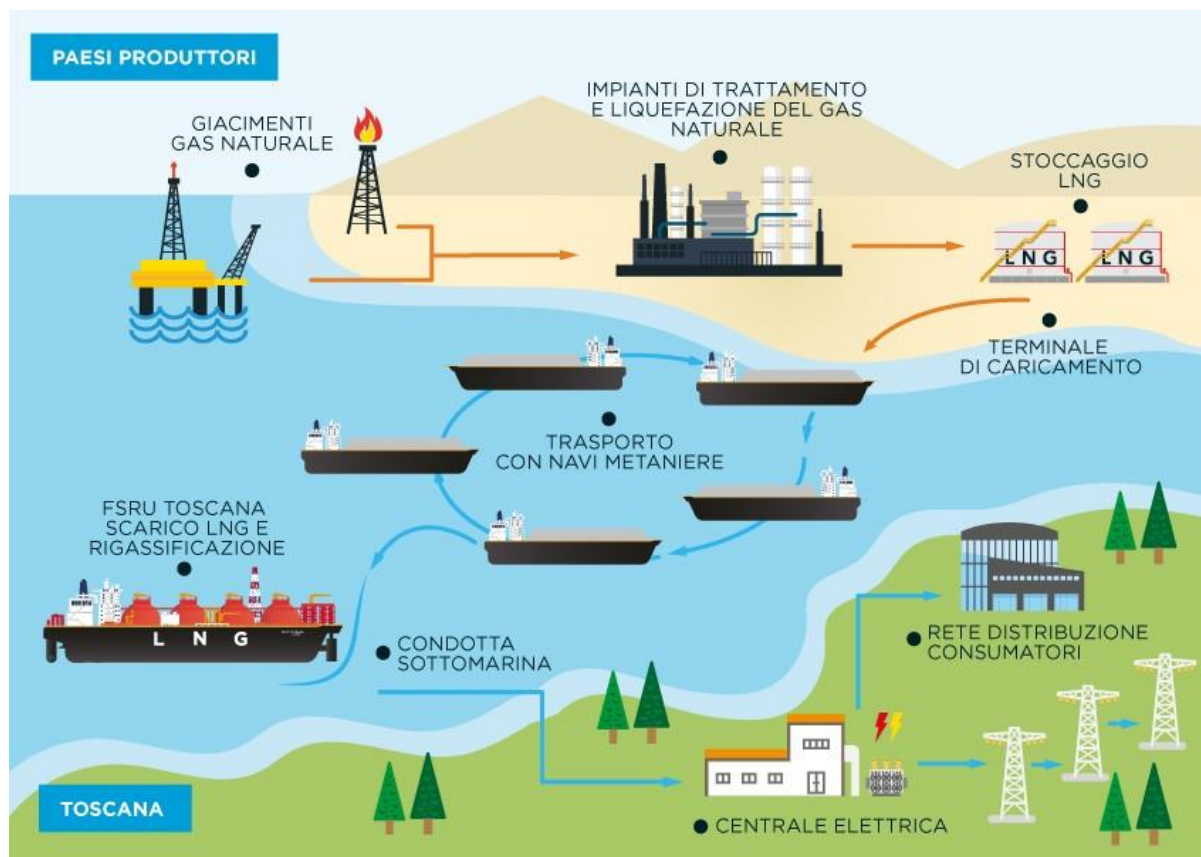 PAESI PRODUTTORI
GIACIMENTI
GAS NATURALE
IMPIANTI DI TRATTAMENTO
E LIQUEFAZIONE DEL GAS
NATURALE
STOCCAGGIO
LNG
LNG
LNG
TERMINALE
DI CARICAMENTO
TRASPORTO
CON NAVI METANIERE
FSRU TOSCANA
SCARICO LNG E
RIGASSIFICAZIONE
L N G
CONDOTTA
SOTTOMARINA
RETE DISTRIBUZIONE
CONSUMATORI
CENTRALE ELETTRICA
TOSCANA